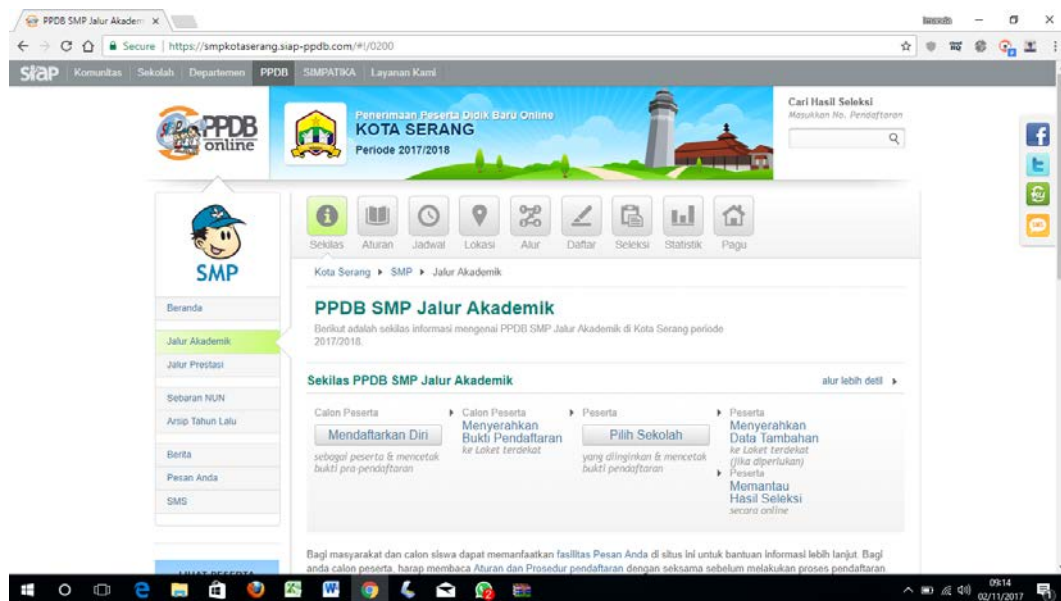 PPDB SMP Jalur Akadem
Secure | https://smpkotaserang.siap-ppdb.com/#!/0200
siap Komunitas Sekolah Departemen PPDB SIMPATIKA Layanan Kami
PPDB
online
Penerimaan Peserta Didik Baru Online
KOTA SERANG
Periode 2017/2018
Cari Hasil Seleksi
Masukkan No. Pendaftaran
SMP
Beranda
Jalur Akademik
Jalur Prestasi
Sebaran NUN
Arsip Tahun Lalu
Berita
Pesan Anda
SMS
Sekilas Aturan Jadwal Lokasi Alur Daftar Seleksi Statistik Pagu
Kota Serang SMP Jalur Akademik
PPDB SMP Jalur Akademik
Berikut adalah sekilas informasi mengenai PPDB SMP Jalur Akademik di Kota Serang periode
2017/2018.
Sekilas PPDB SMP Jalur Akademik
alur lebih detil
Calon Peserta
Mendaftarkan Diri
sebagai peserta & mencetak
bukti pra-pendaftaran
Calon Peserta
Menyerahkan
Bukti Pendaftaran
ke Loket terdekat
Peserta
Pilih Sekolah
yang diinginkan & mencetak
bukti pendaftaran
Peserta
Menyerahkan
Data Tambahan
ke Loket terdekat
(jika diperlukan)
Peserta
Memantau
Hasil Seleksi
secara online
Bagi masyarakat dan calon siswa dapat memanfaatkan fasilitas Pesan Anda di situs ini untuk bantuan informasi lebih lanjut. Bagi
anda calon peserta, harap membaca Aturan dan Prosedur pendaftaran dengan seksama sebelum melakukan proses pendaftaran
09:14
02/11/2017